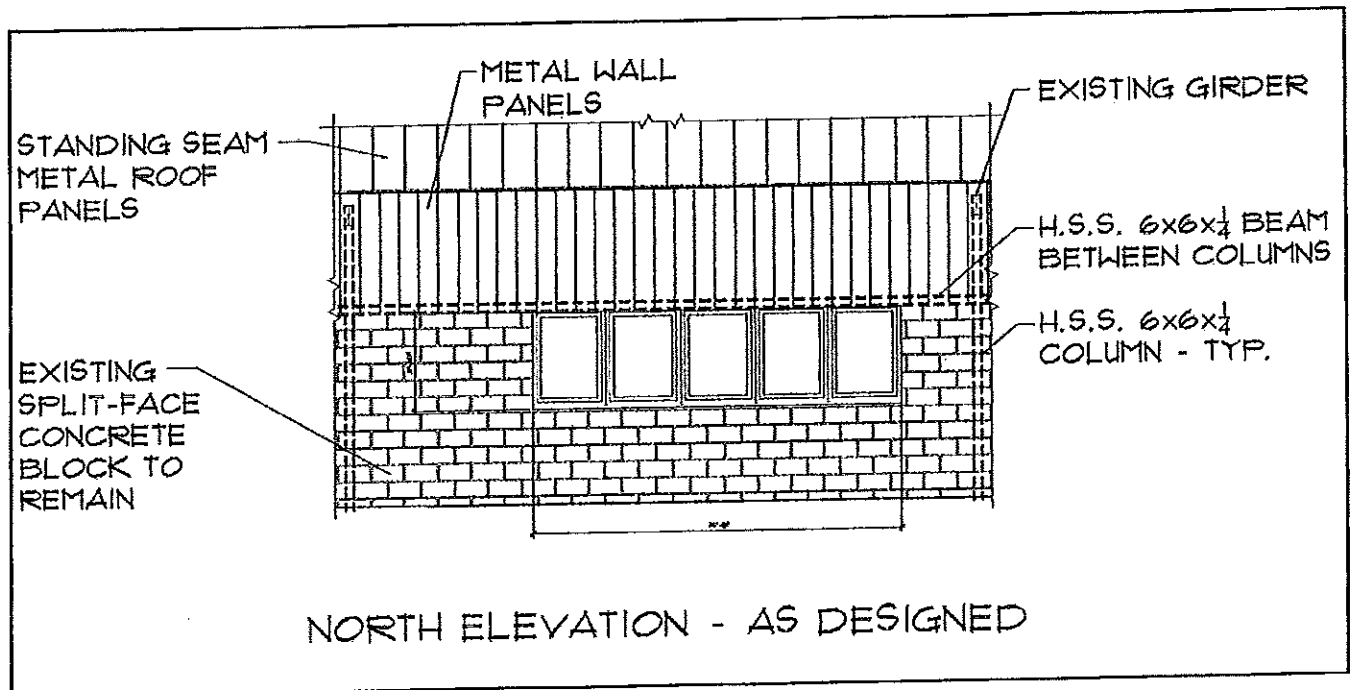 METAL WALL
PANELS
EXISTING GIRDER
STANDING SEAM
METAL ROOF
PANELS
H.S.S. 6x6x¼ BEAM
BETWEEN COLUMNS
H.S.S. 6x6x¼
COLUMN - TYP.
EXISTING
SPLIT-FACE
CONCRETE
BLOCK TO
REMAIN
NORTH ELEVATION - AS DESIGNED